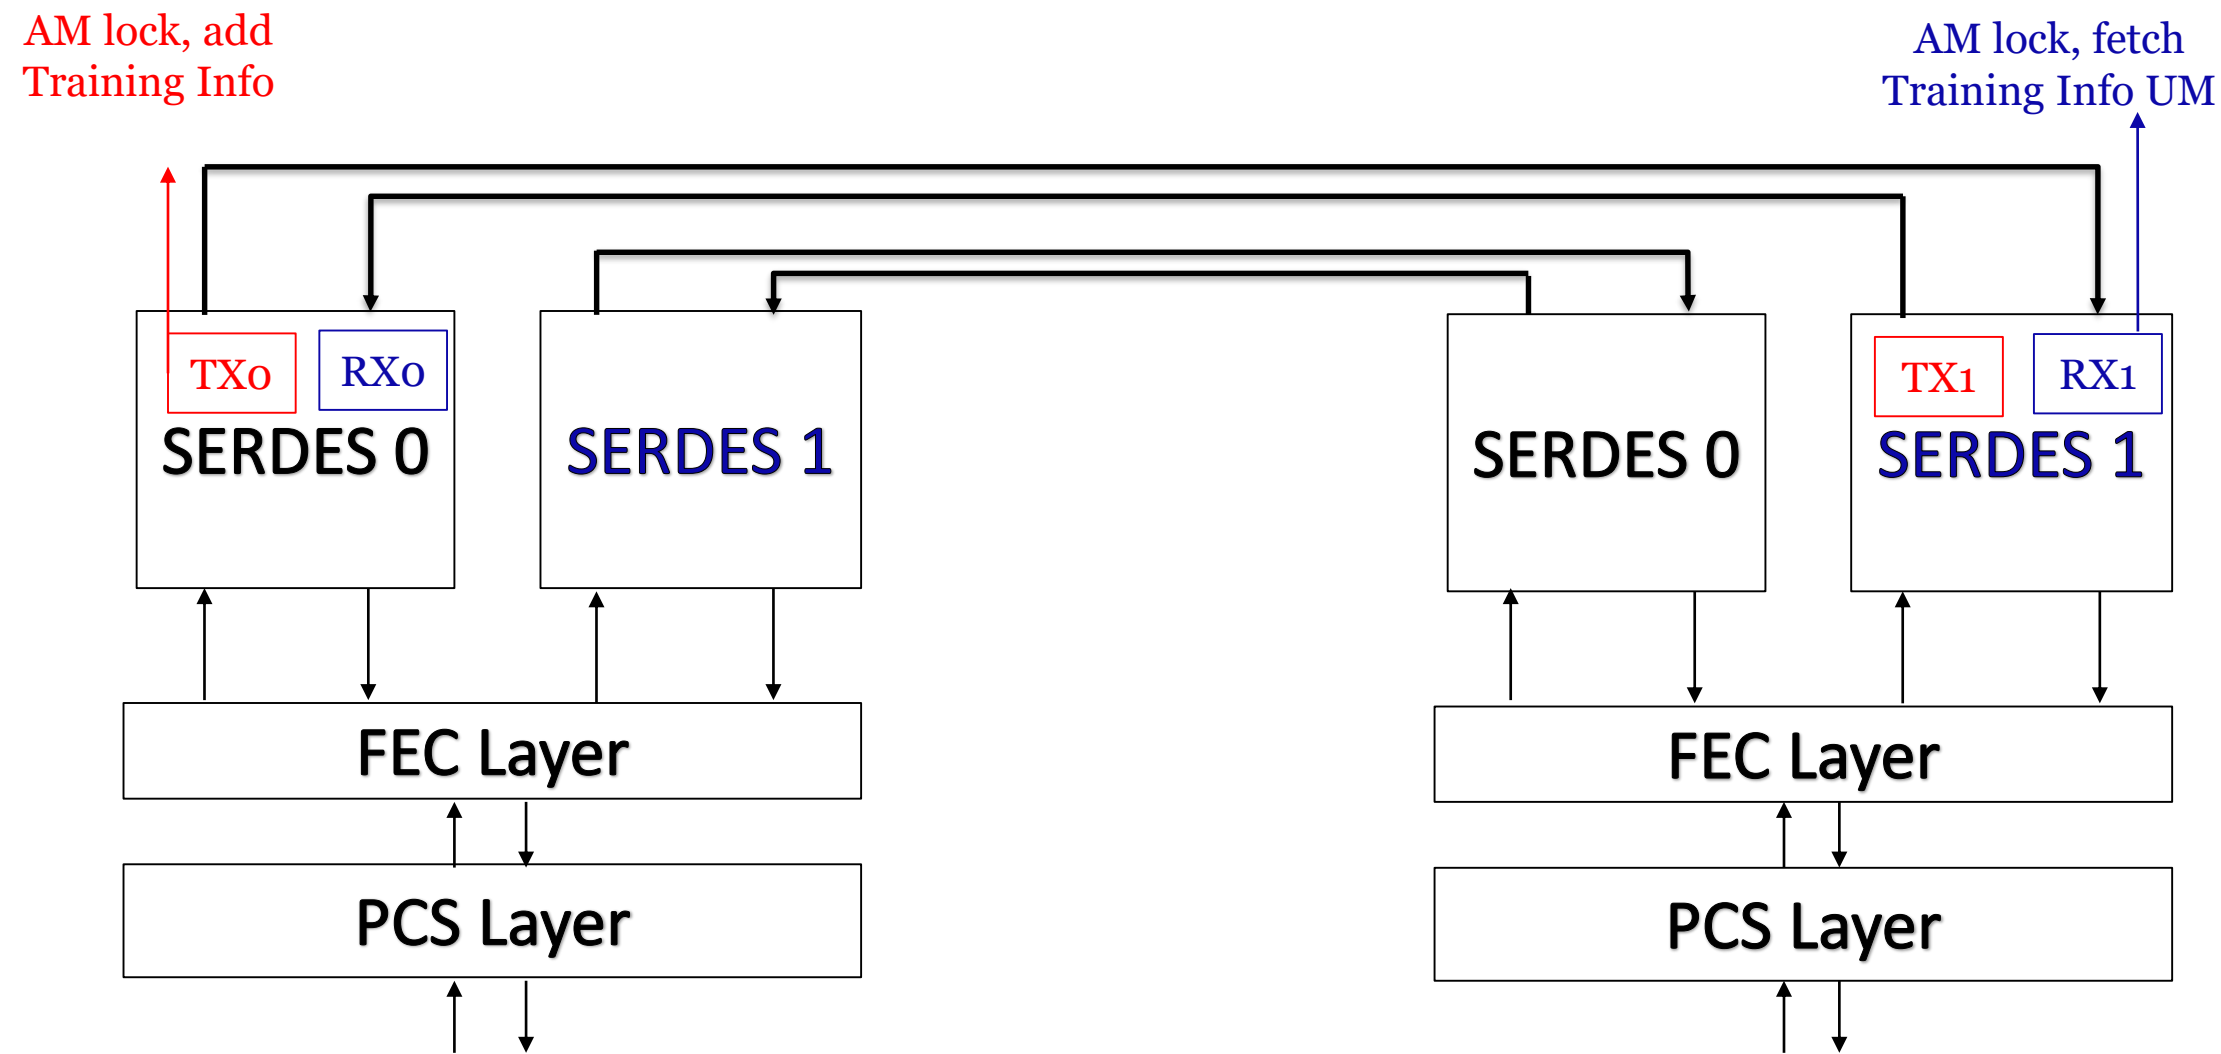 AM lock, add
Training Info
AM lock, fetch
Training Info UM
TX0
RX0
SERDES 0
SERDES 1
SERDES 0
TX1
RX1
SERDES 1
FEC Layer
FEC Layer
PCS Layer
PCS Layer